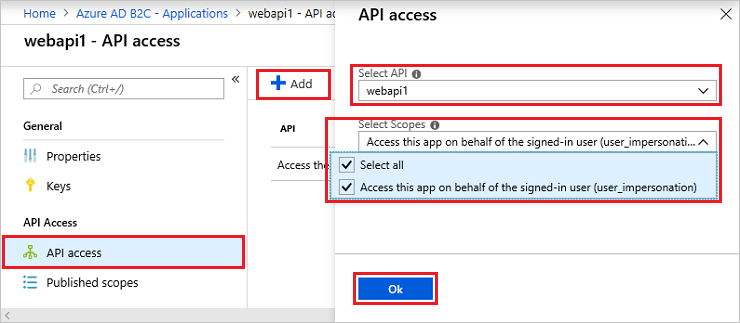 Home > Azure AD B2C - Applications > webapi1 - API a
webapi1 - API access
Search (Ctrl+/)
«
General
Properties
Keys
API Access
API access
Published scopes
Add
API
Access the
API access
Select API
webapi1
Select Scopes
Access this app on behalf of the signed-in user (user_impersonati...
Select all
Access this app on behalf of the signed-in user (user_impersonation)
Ok